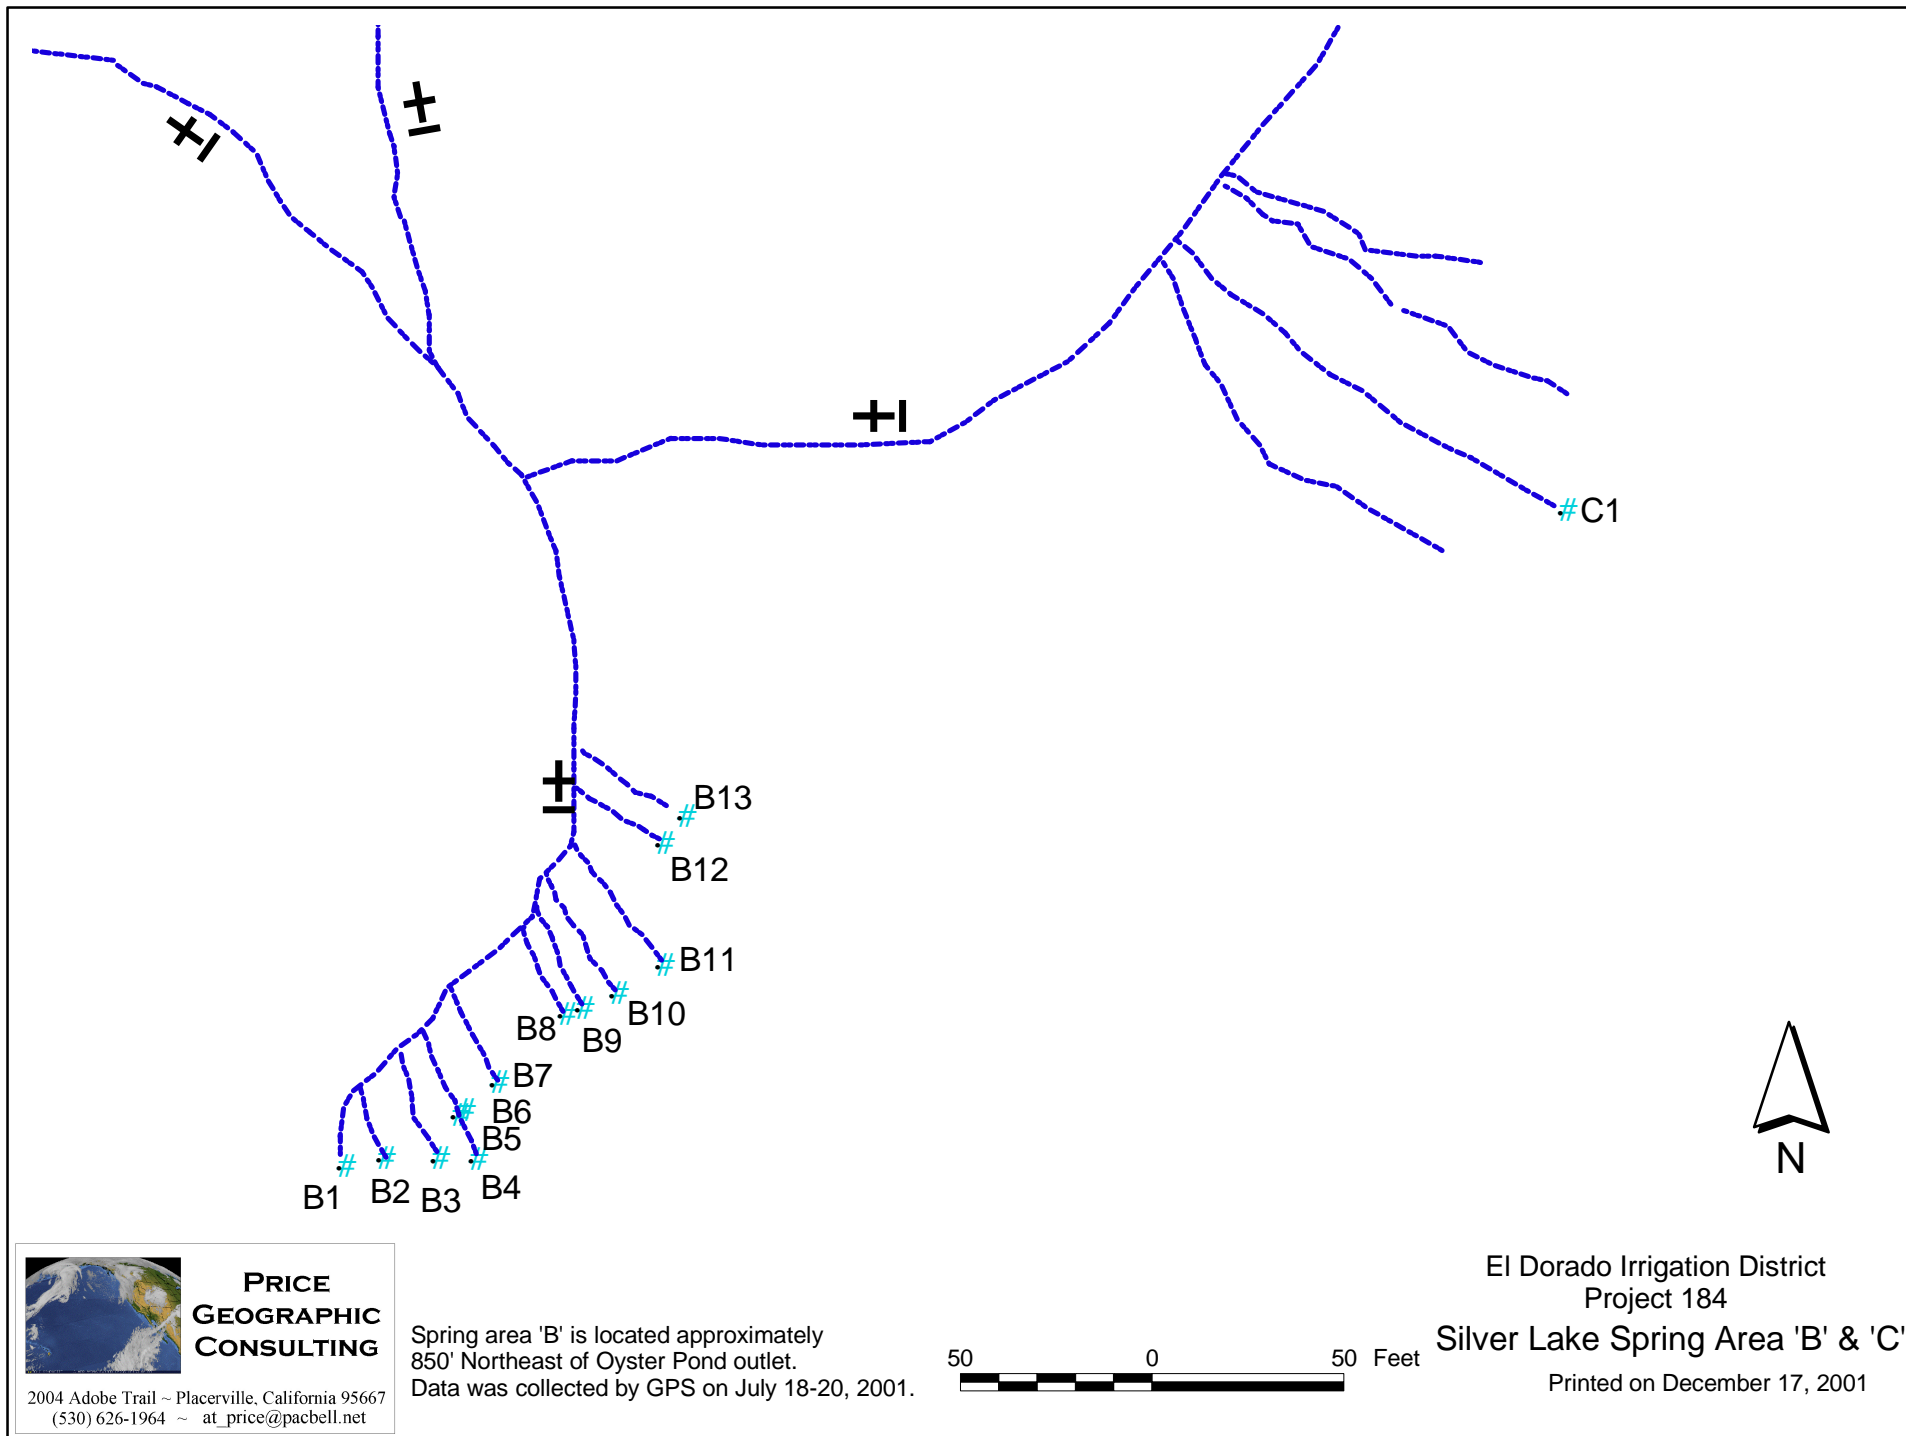 C1
B13
B12
B11
B10
B9
B8
B7
B6
B5
B4
B3
B2
B1
N
PRICE
GEOGRAPHIC
CONSULTING
2004 Adobe Trail ~ Placerville, California 95667
(530) 626-1964 ~ at_price@pacbell.net
Spring area 'B' is located approximately
850' Northeast of Oyster Pond outlet.
Data was collected by GPS on July 18-20, 2001.
50 0 50 Feet
El Dorado Irrigation District
Project 184
Silver Lake Spring Area 'B' & 'C'
Printed on December 17, 2001